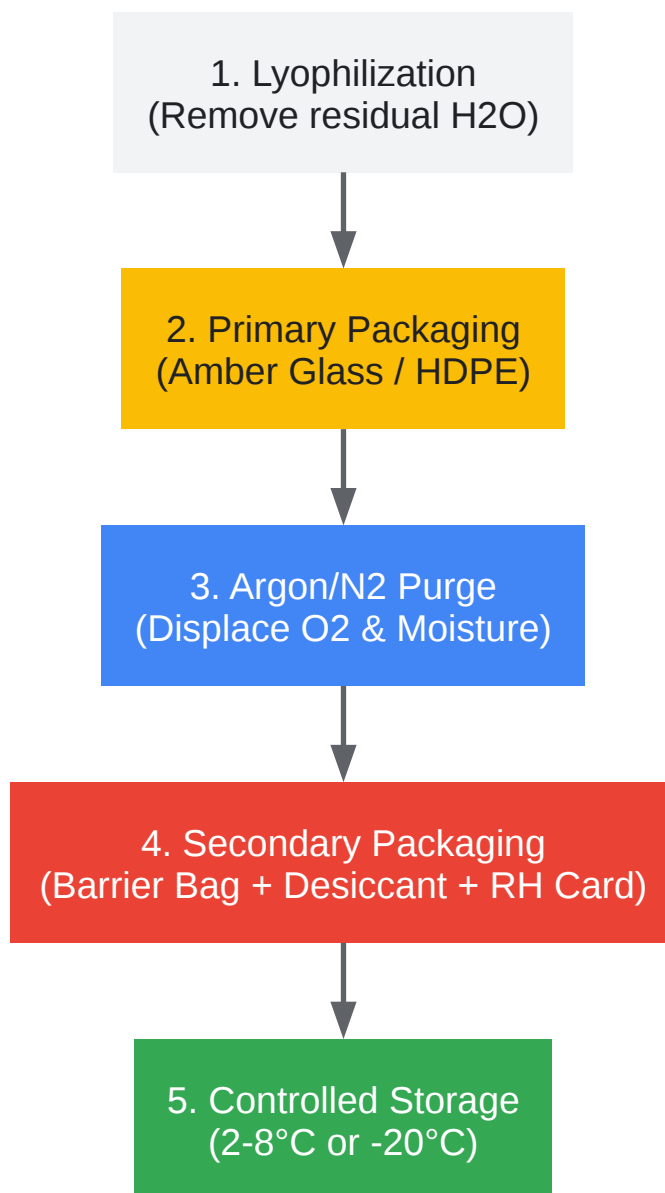 1. Lyophilization
(Remove residual H2O)
2. Primary Packaging
(Amber Glass / HDPE)
3. Argon/N2 Purge
(Displace O2 & Moisture)
4. Secondary Packaging
(Barrier Bag + Desiccant + RH Card)
5. Controlled Storage
(2-8°C or -20°C)